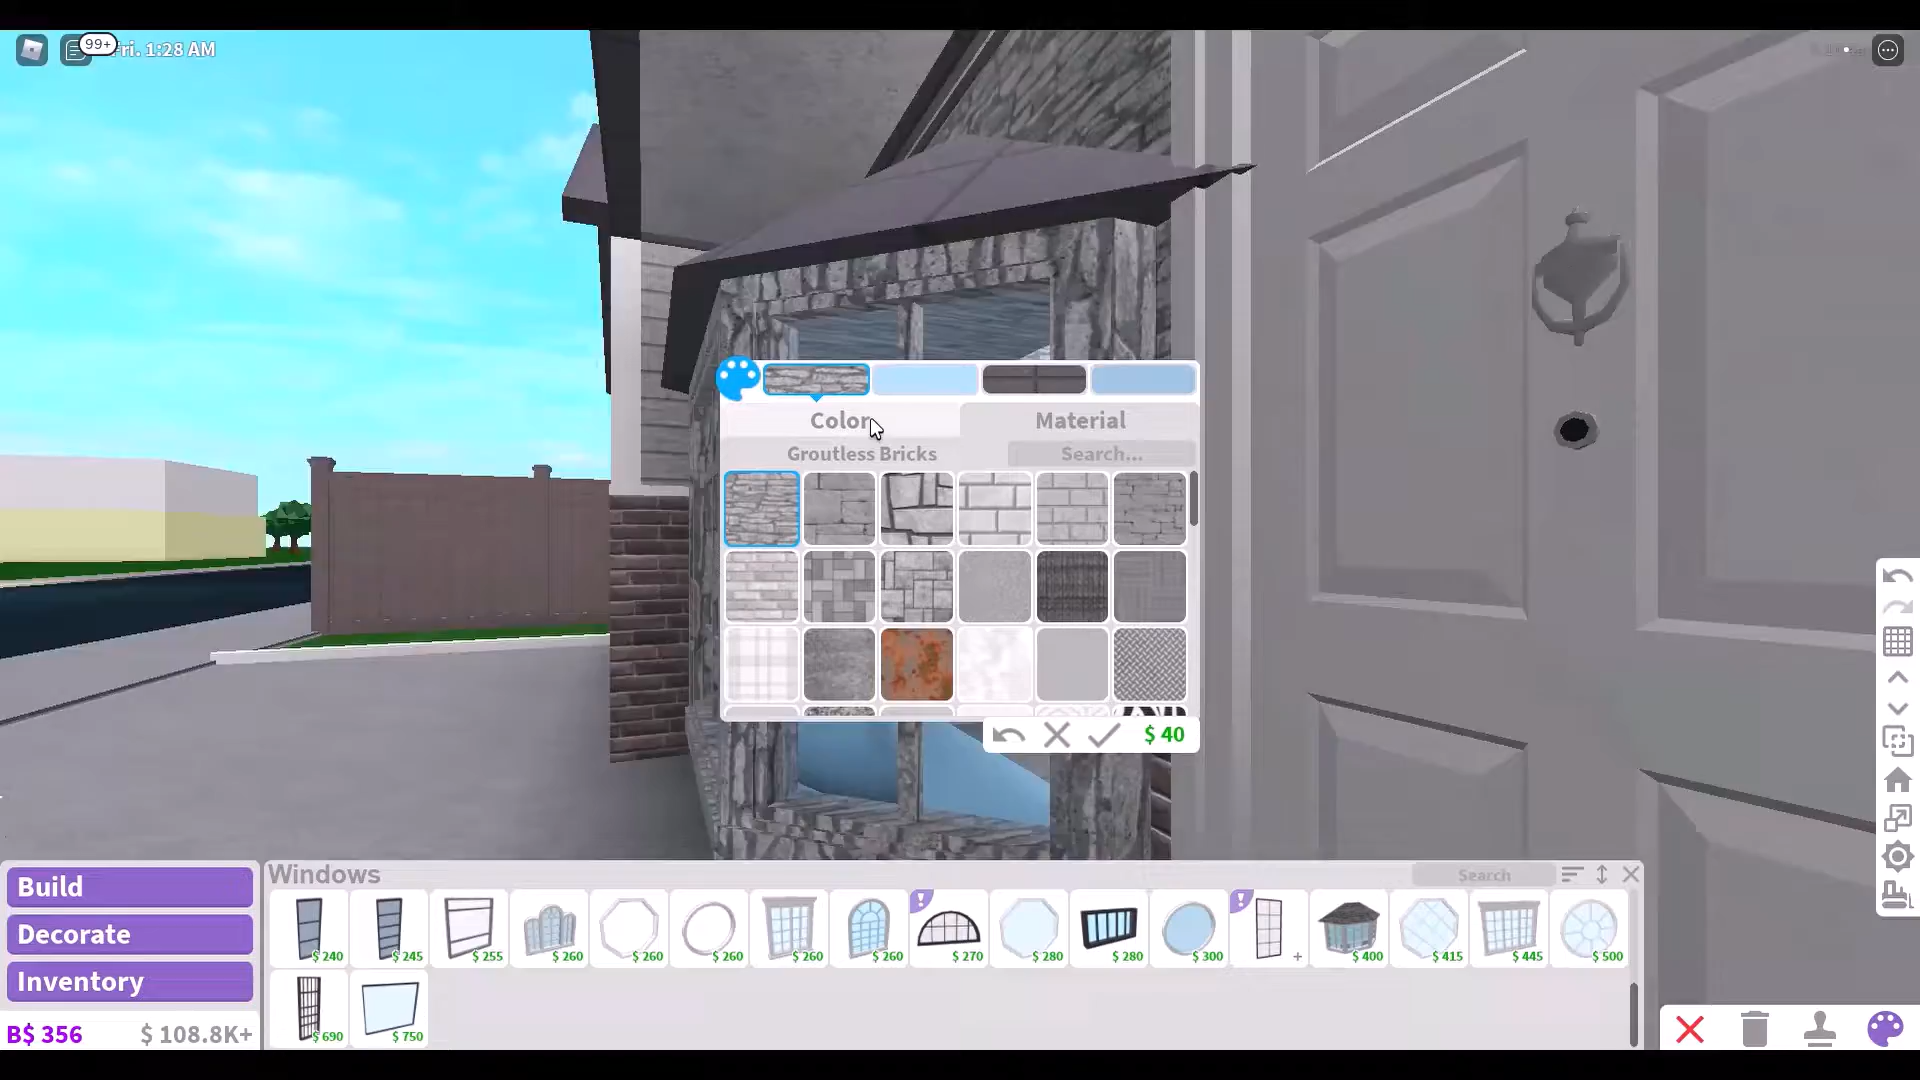 99+
Fri. 1:28 AM
Color
Material
Groutless Bricks
Search...
$ 40
Build
Decorate
Inventory
B$ 356
$ 108.8K+
Windows
Search
$ 240
$ 245
$ 255
$ 260
$ 260
$ 260
$ 260
$ 260
$ 270
$ 280
$ 280
$ 300
+
$ 400
$ 415
$ 445
$ 500
$ 690
$ 750